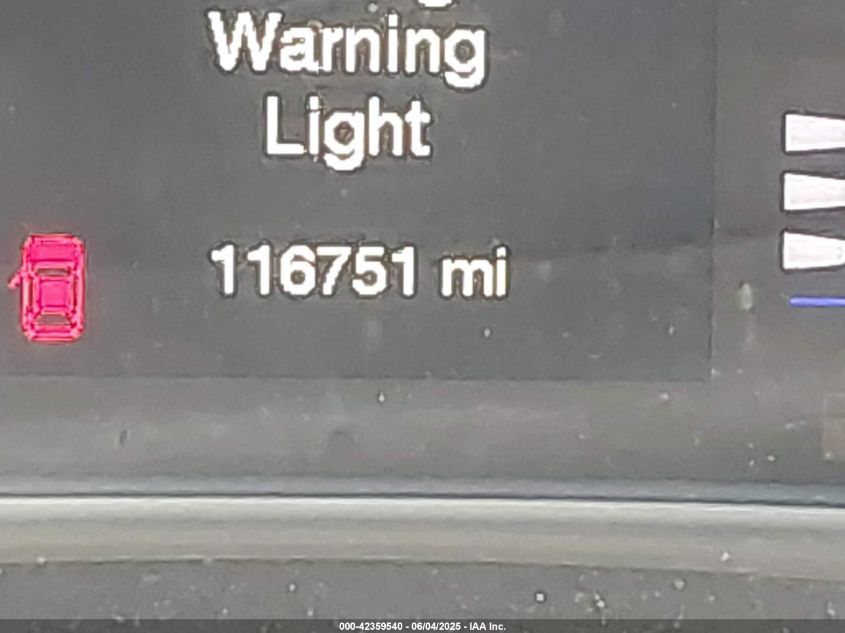 Warning
Light
116751 mi
000-42359540 - 06/04/2025 - IAA Inc.